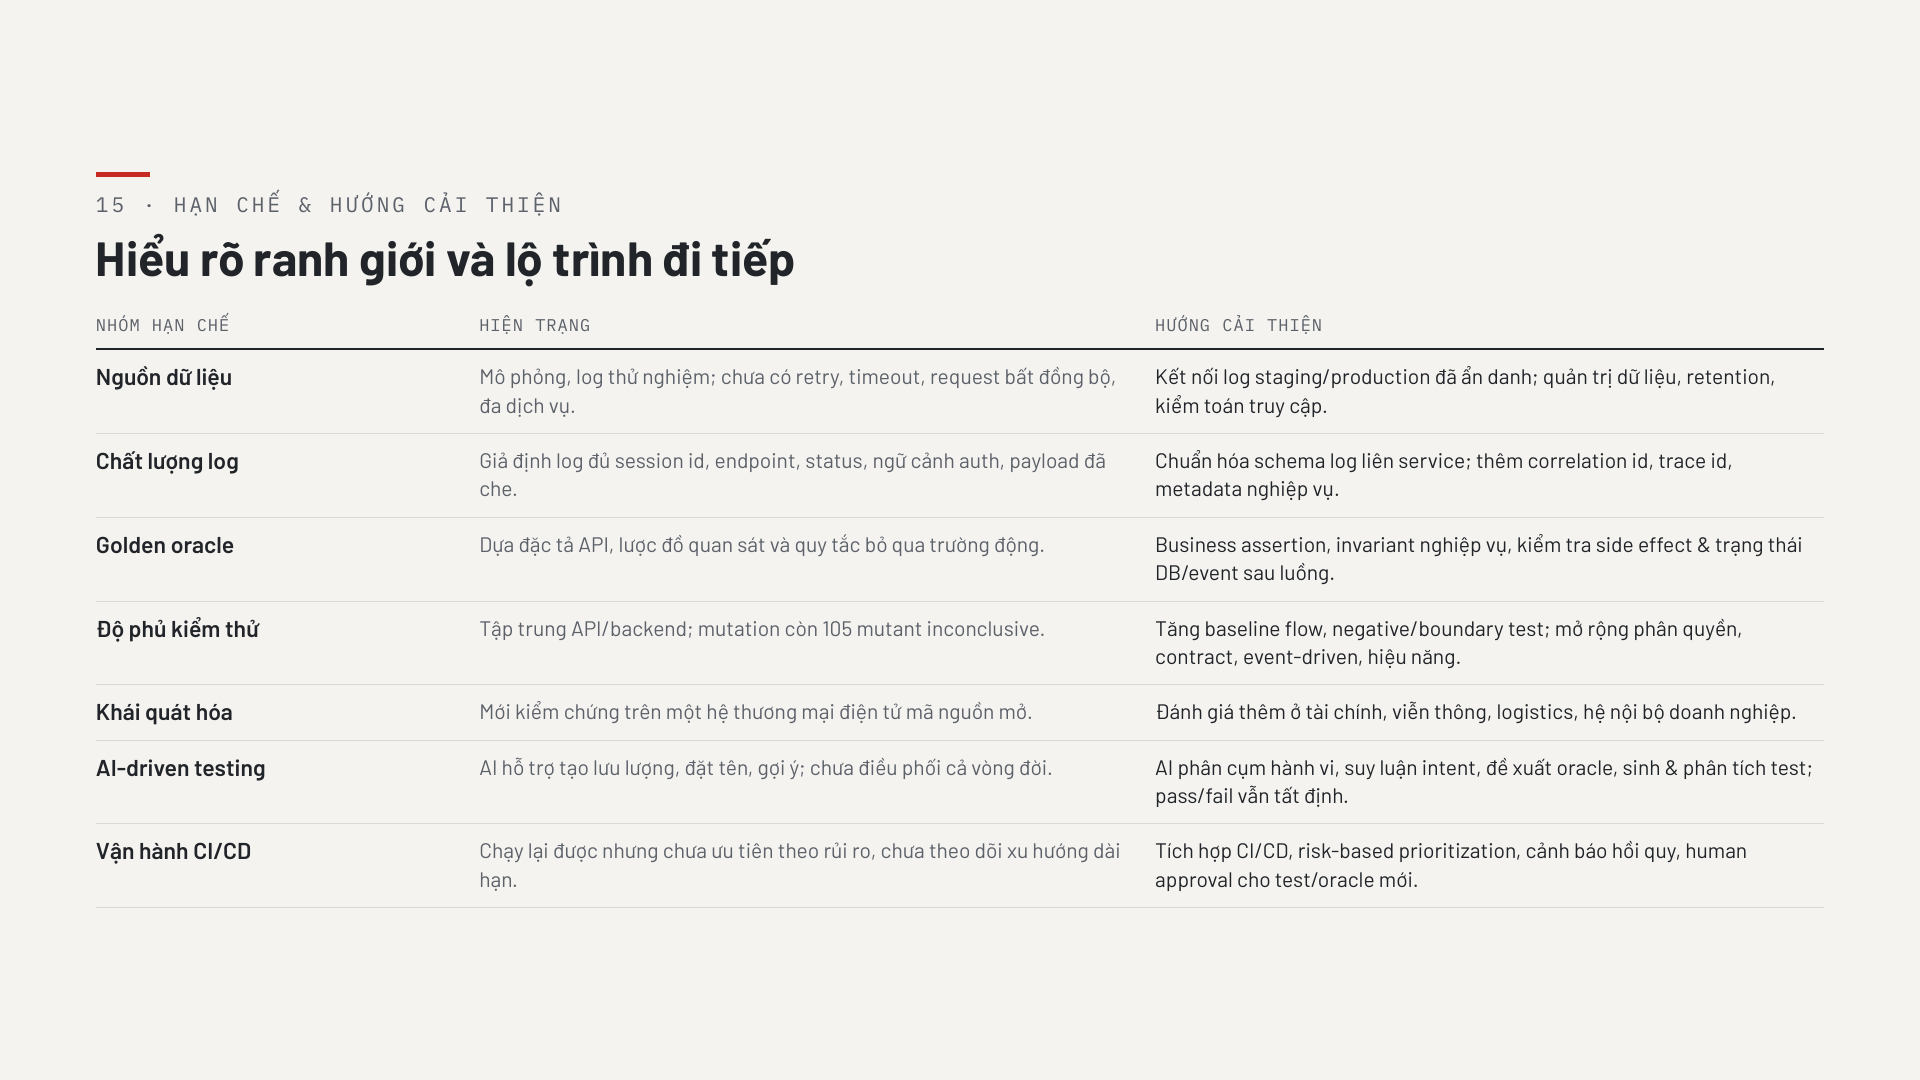 15 · HẠN CHẾ & HƯỚNG CẢI THIỆN
Hiểu rõ ranh giới và lộ trình đi tiếp
NHÓM HẠN CHẾ
HIỆN TRẠNG
HƯỚNG CẢI THIỆN
Nguồn dữ liệu
Mô phỏng, log thử nghiệm; chưa có retry, timeout, request bất đồng bộ,
đa dịch vụ.
Kết nối log staging/production đã ẩn danh; quản trị dữ liệu, retention,
kiểm toán truy cập.
Chất lượng log
Giả định log đủ session id, endpoint, status, ngữ cảnh auth, payload đã
che.
Chuẩn hóa schema log liên service; thêm correlation id, trace id,
metadata nghiệp vụ.
Golden oracle
Dựa đặc tả API, lược đồ quan sát và quy tắc bỏ qua trường động.
Business assertion, invariant nghiệp vụ, kiểm tra side effect & trạng thái
DB/event sau luồng.
Độ phủ kiểm thử
Tập trung API/backend; mutation còn 105 mutant inconclusive.
Tăng baseline flow, negative/boundary test; mở rộng phân quyền,
contract, event-driven, hiệu năng.
Khái quát hóa
Mới kiểm chứng trên một hệ thương mại điện tử mã nguồn mở.
Đánh giá thêm ở tài chính, viễn thông, logistics, hệ nội bộ doanh nghiệp.
AI-driven testing
AI hỗ trợ tạo lưu lượng, đặt tên, gợi ý; chưa điều phối cả vòng đời.
AI phân cụm hành vi, suy luận intent, đề xuất oracle, sinh & phân tích test;
pass/fail vẫn tất định.
Vận hành CI/CD
Chạy lại được nhưng chưa ưu tiên theo rủi ro, chưa theo dõi xu hướng dài
hạn.
Tích hợp CI/CD, risk-based prioritization, cảnh báo hồi quy, human
approval cho test/oracle mới.